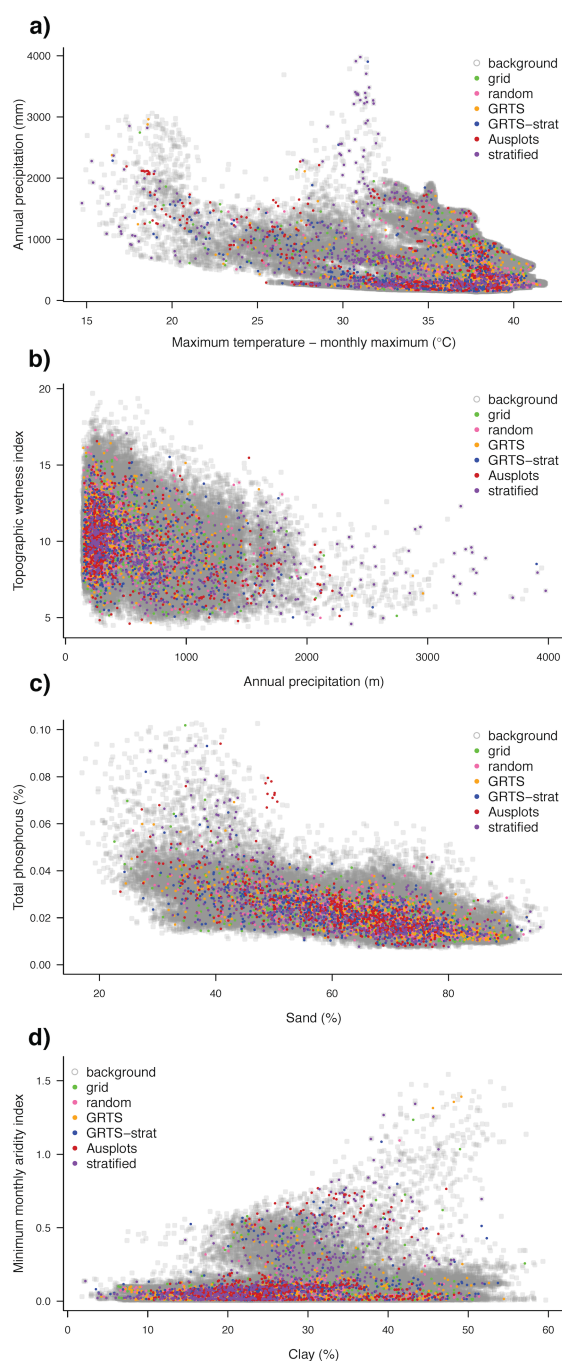 a)
4000
3000
2000
1000
0
Annual precipitation (mm)
background
grid
random
GRTS
GRTS−strat
Ausplots
stratified
15 20 25 30 35 40
Maximum temperature − monthly maximum (°C)
b)
20
15
10
5
Topographic wetness index
background
grid
random
GRTS
GRTS−strat
Ausplots
stratified
0 1000 2000 3000 4000
Annual precipitation (m)
c)
0.10
0.08
0.06
0.04
0.02
0.00
Total phosphorus (%)
background
grid
random
GRTS
GRTS−strat
Ausplots
stratified
20 40 60 80
Sand (%)
d)
1.5
1.0
0.5
0.0
Minimum monthly aridity index
background
grid
random
GRTS
GRTS−strat
Ausplots
stratified
0 10 20 30 40 50 60
Clay (%)